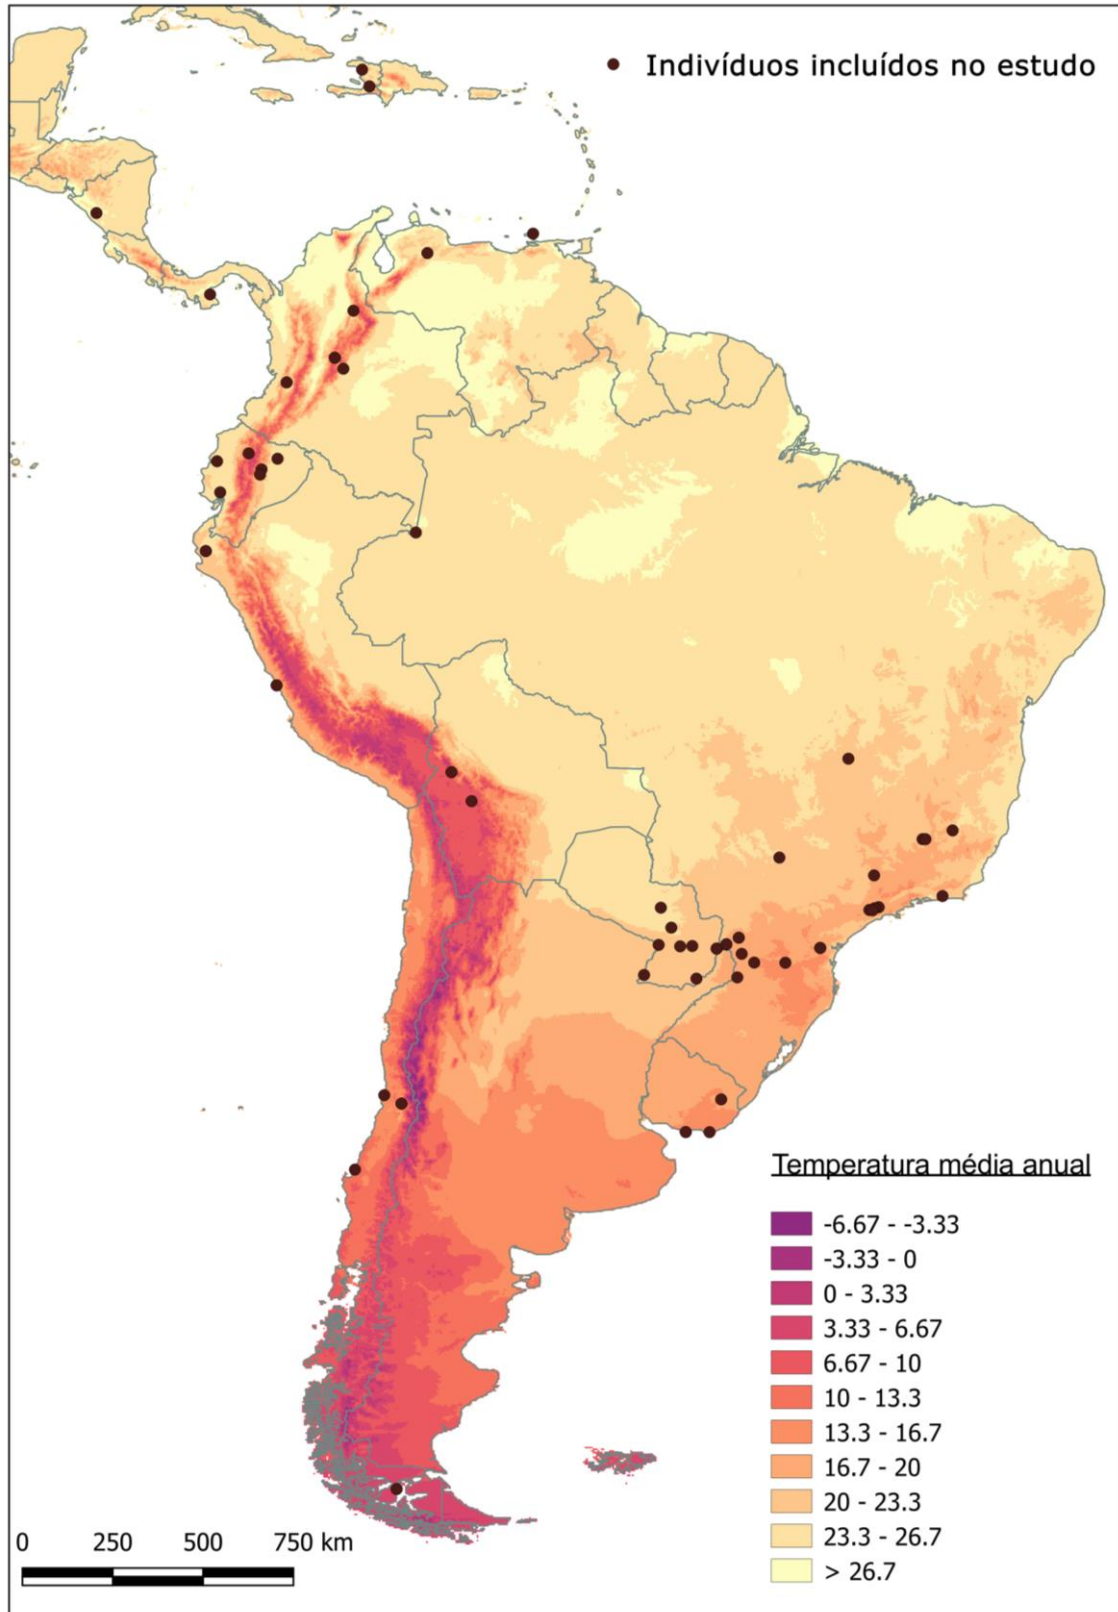 Indivíduos incluídos no estudo
Temperatura média anual
-6.67 - -3.33
-3.33 - 0
0 - 3.33
3.33 - 6.67
6.67 - 10
10 - 13.3
13.3 - 16.7
16.7 - 20
20 - 23.3
23.3 - 26.7
> 26.7
0 250 500 750 km